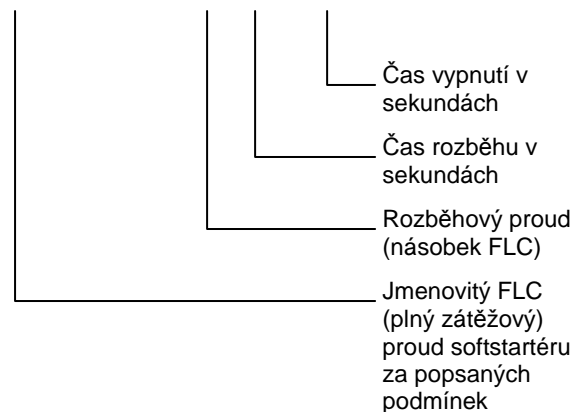 Čas vypnutí v
sekundách
Čas rozběhu v
sekundách
Rozběhový proud
(násobek FLC)
Jmenovitý FLC
(plný zátěžový)
proud softstartéru
za popsaných
podmínek